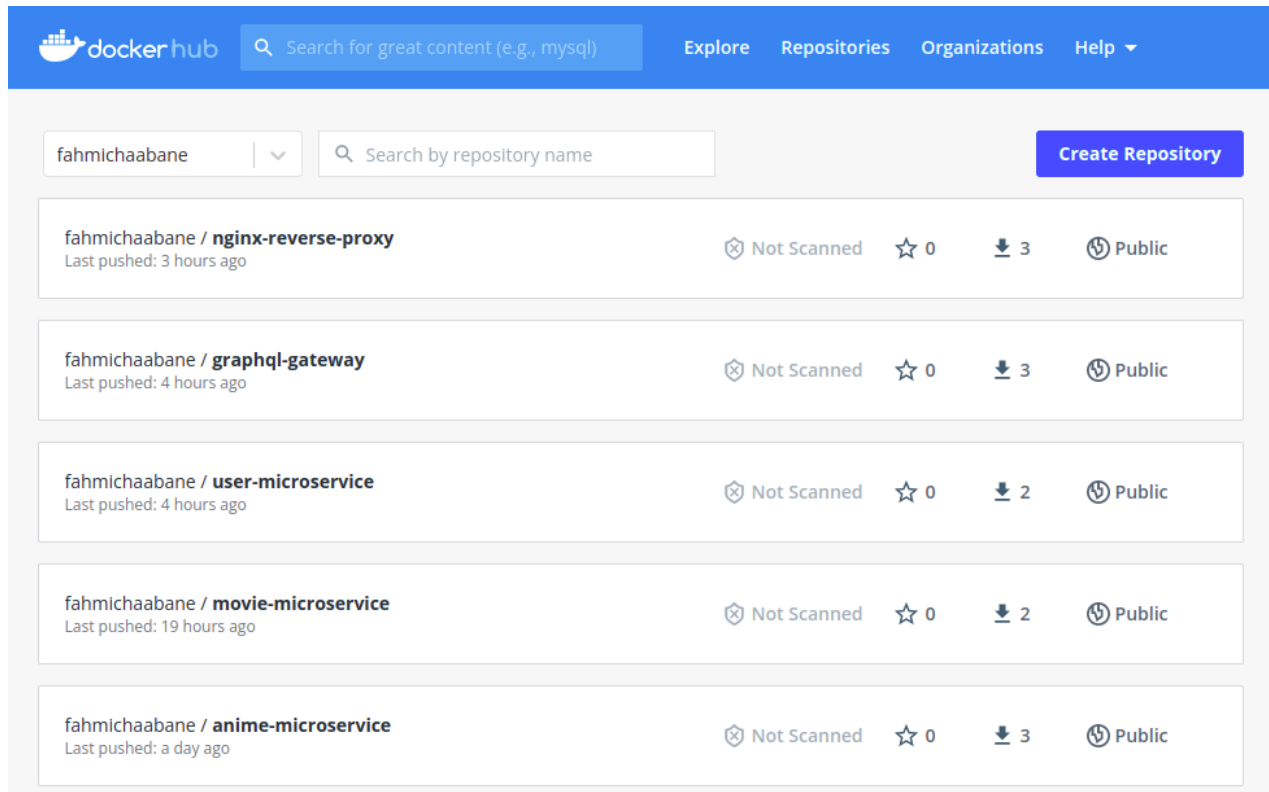 dockerhub Search for great content (e.g., mysql) Explore Repositories Organizations Help
fahmichaabane Search by repository name Create Repository
fahmichaabane / nginx-reverse-proxy
Last pushed: 3 hours ago
Not Scanned 0 3 Public
fahmichaabane / graphql-gateway
Last pushed: 4 hours ago
Not Scanned 0 3 Public
fahmichaabane / user-microservice
Last pushed: 4 hours ago
Not Scanned 0 2 Public
fahmichaabane / movie-microservice
Last pushed: 19 hours ago
Not Scanned 0 2 Public
fahmichaabane / anime-microservice
Last pushed: a day ago
Not Scanned 0 3 Public